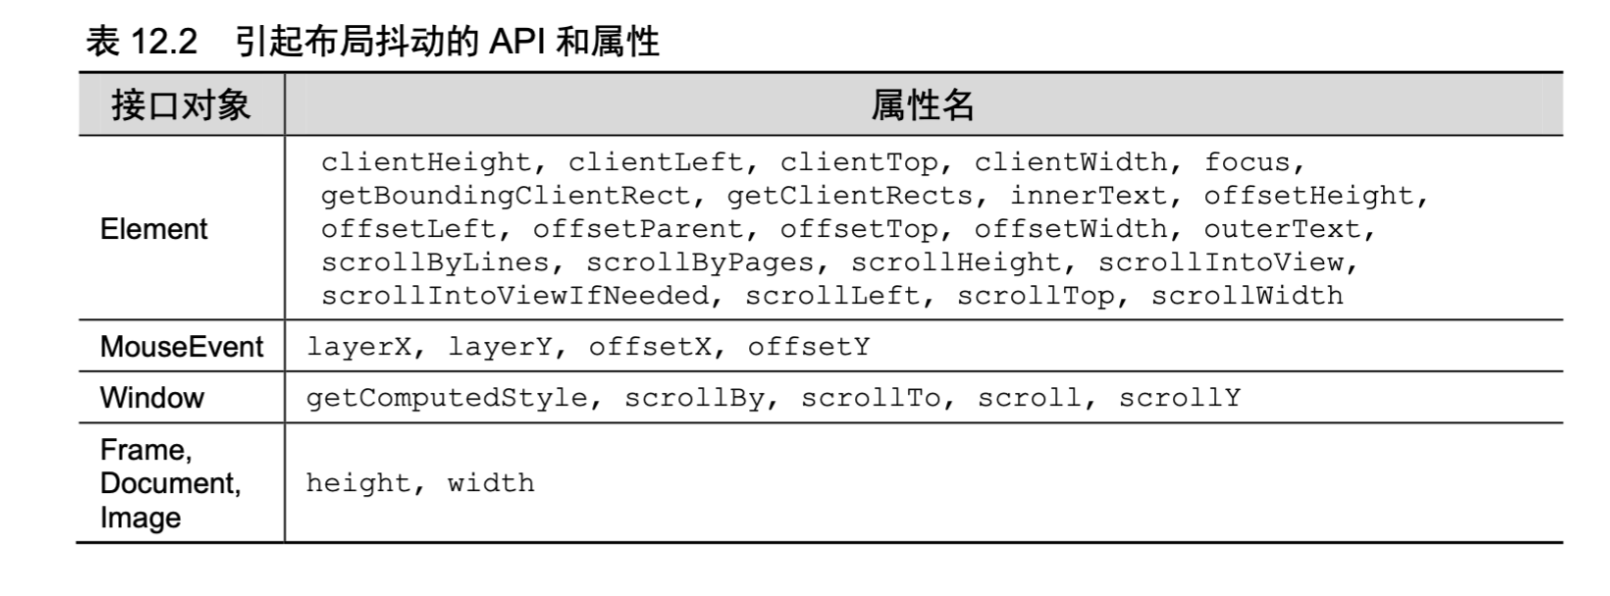 表 12.2 引起布局抖动的 API 和属性
接口对象 属性名
Element
clientHeight, clientLeft, clientTop, clientWidth, focus,
getBoundingClientRect, getClientRects, innerText, offsetHeight,
offsetLeft, offsetParent, offsetTop, offsetWidth, outerText,
scrollByLines, scrollByPages, scrollHeight, scrollIntoView,
scrollIntoViewIfNeeded, scrollLeft, scrollTop, scrollWidth
MouseEvent layerX, layerY, offsetX, offsetY
Window getComputedStyle, scrollBy, scrollTo, scroll, scrollY
Frame,
Document,
Image
height, width